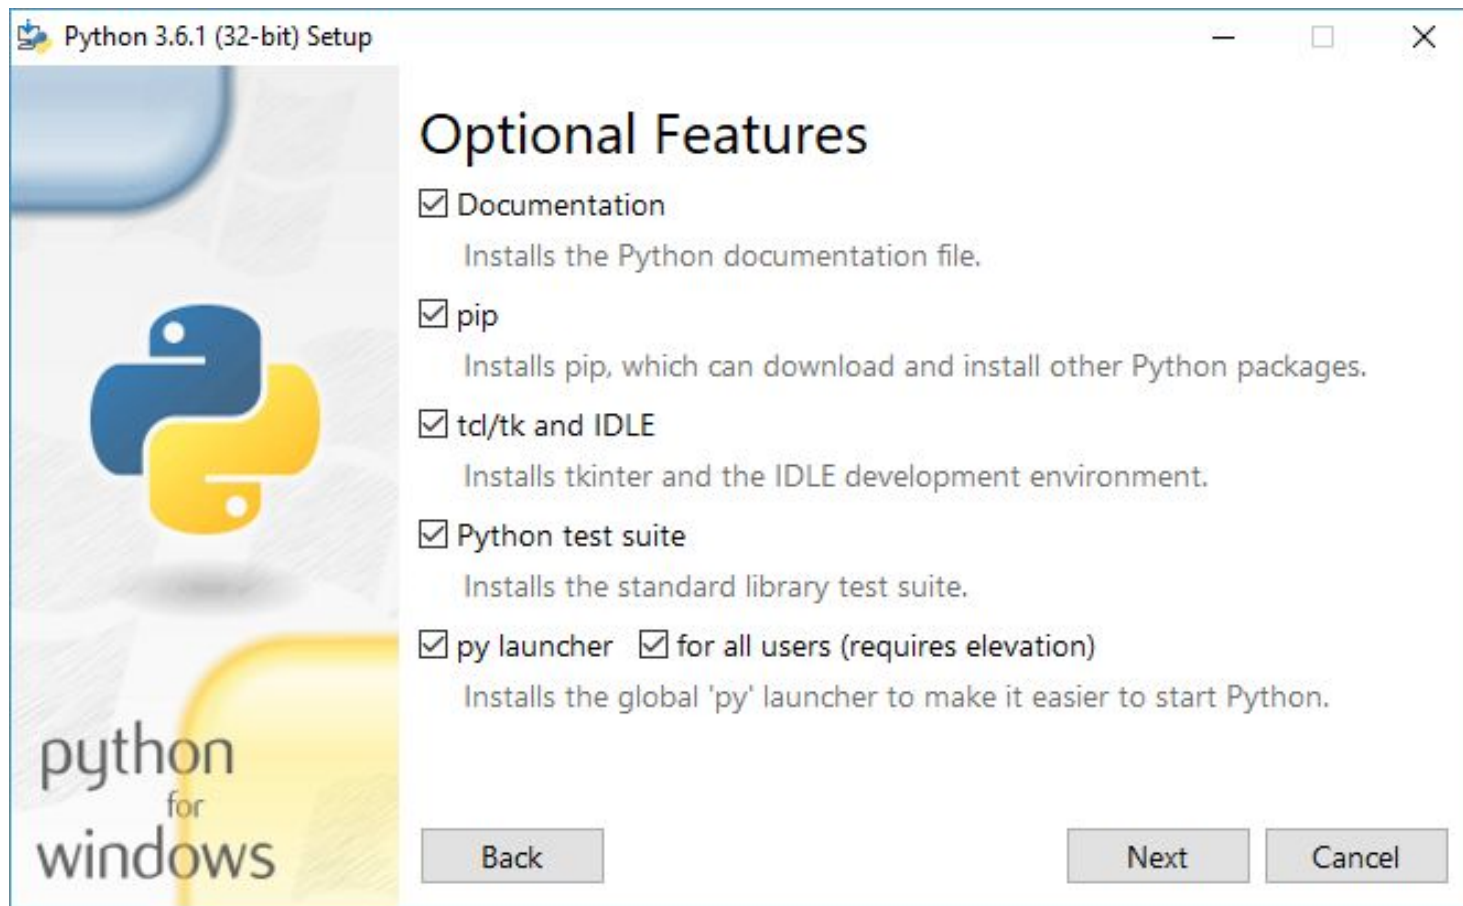 Python 3.6.1 (32-bit) Setup
Optional Features
Documentation
Installs the Python documentation file.
pip
Installs pip, which can download and install other Python packages.
tcl/tk and IDLE
Installs tkinter and the IDLE development environment.
Python test suite
Installs the standard library test suite.
py launcher for all users (requires elevation)
Installs the global 'py' launcher to make it easier to start Python.
python
for
windows
Back Next Cancel